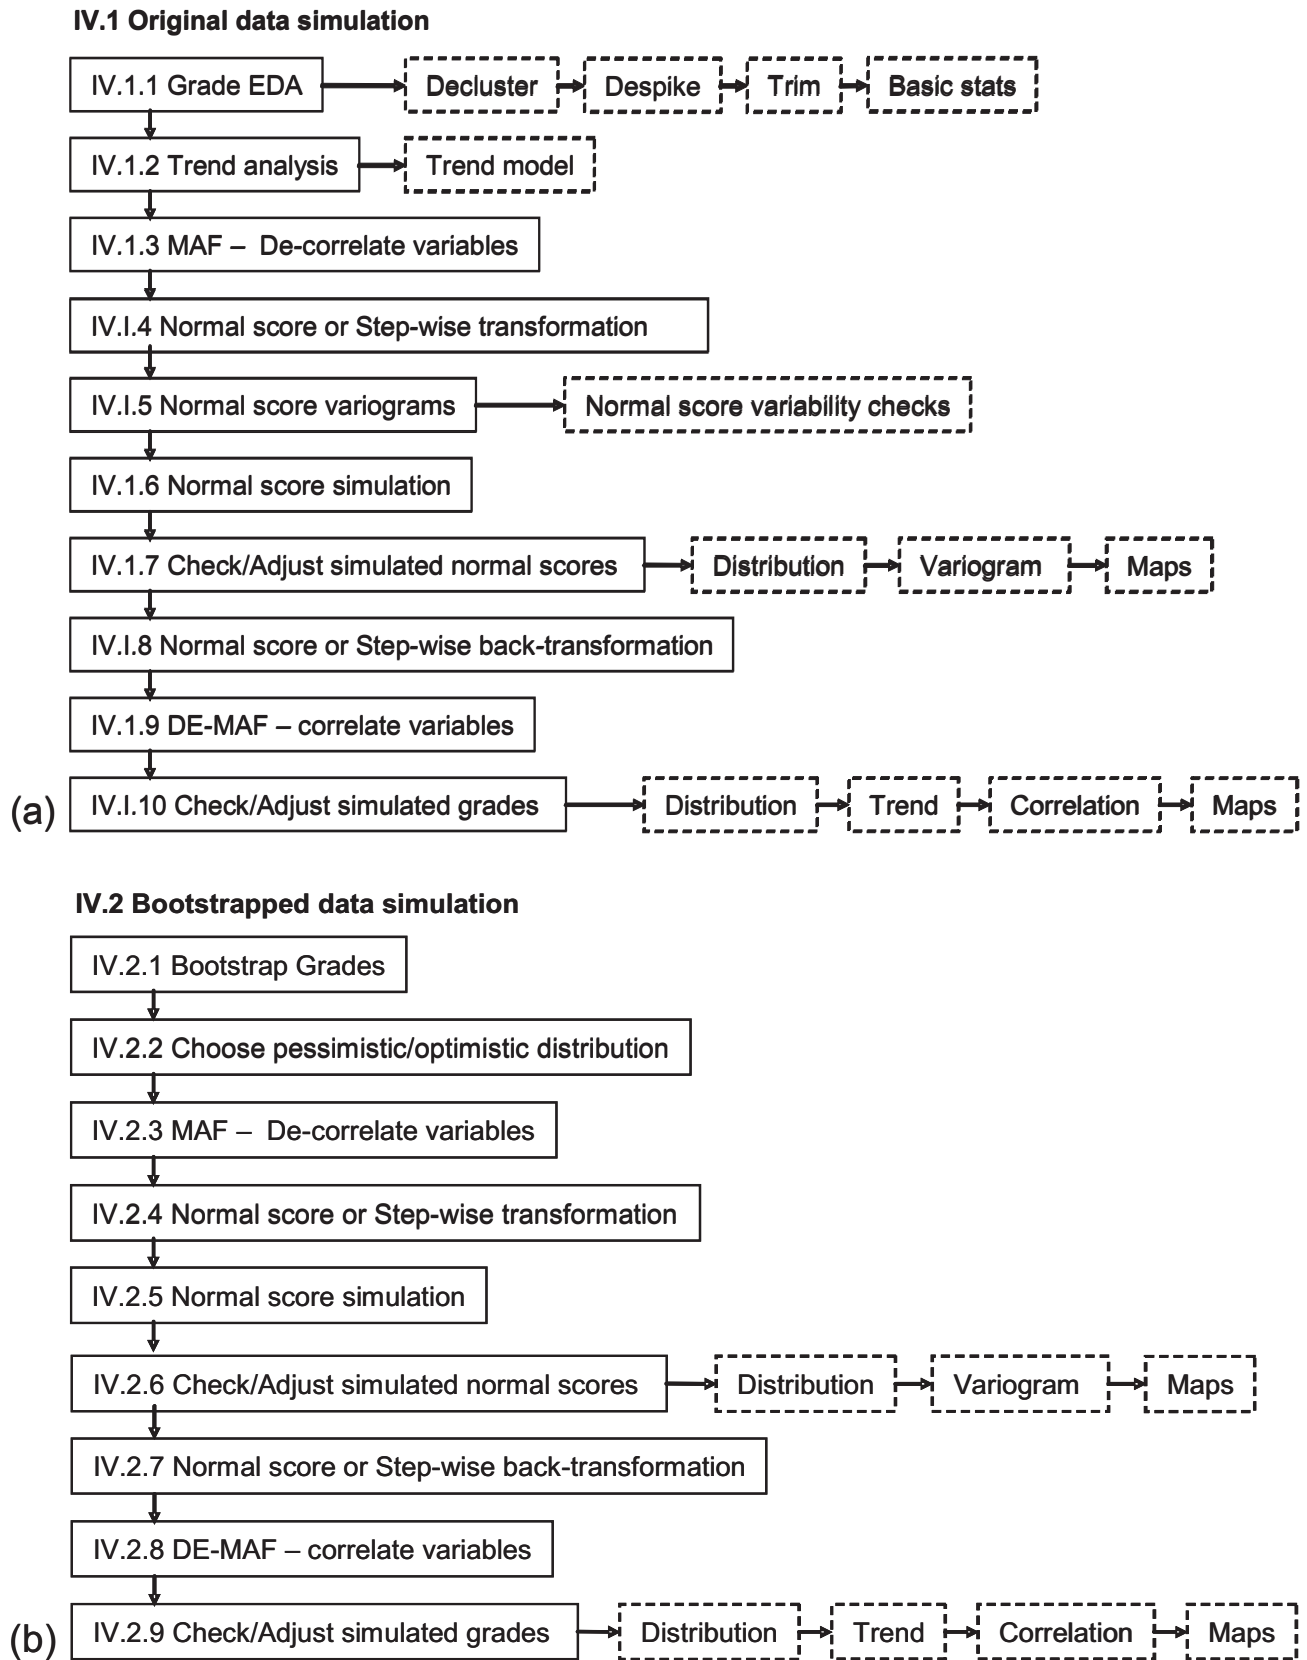 IV.1 Original data simulation
IV.1.1 Grade EDA Decluster Despike Trim Basic stats
IV.1.2 Trend analysis Trend model
IV.1.3 MAF – De-correlate variables
IV.I.4 Normal score or Step-wise transformation
IV.I.5 Normal score variograms Normal score variability checks
IV.1.6 Normal score simulation
IV.1.7 Check/Adjust simulated normal scores Distribution Variogram Maps
IV.I.8 Normal score or Step-wise back-transformation
IV.1.9 DE-MAF – correlate variables
(a) IV.I.10 Check/Adjust simulated grades Distribution Trend Correlation Maps
IV.2 Bootstrapped data simulation
IV.2.1 Bootstrap Grades
IV.2.2 Choose pessimistic/optimistic distribution
IV.2.3 MAF – De-correlate variables
IV.2.4 Normal score or Step-wise transformation
IV.2.5 Normal score simulation
IV.2.6 Check/Adjust simulated normal scores Distribution Variogram Maps
IV.2.7 Normal score or Step-wise back-transformation
IV.2.8 DE-MAF – correlate variables
(b) IV.2.9 Check/Adjust simulated grades Distribution Trend Correlation Maps